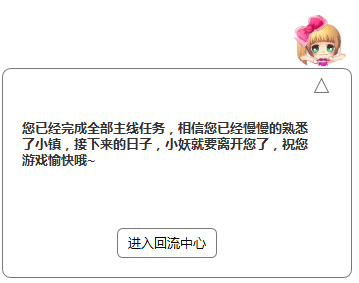 您已经完成全部主线任务，相信您已经慢慢的熟悉
了小镇，接下来的日子，小妖就要离开您了，祝您
游戏愉快哦~
进入回流中心